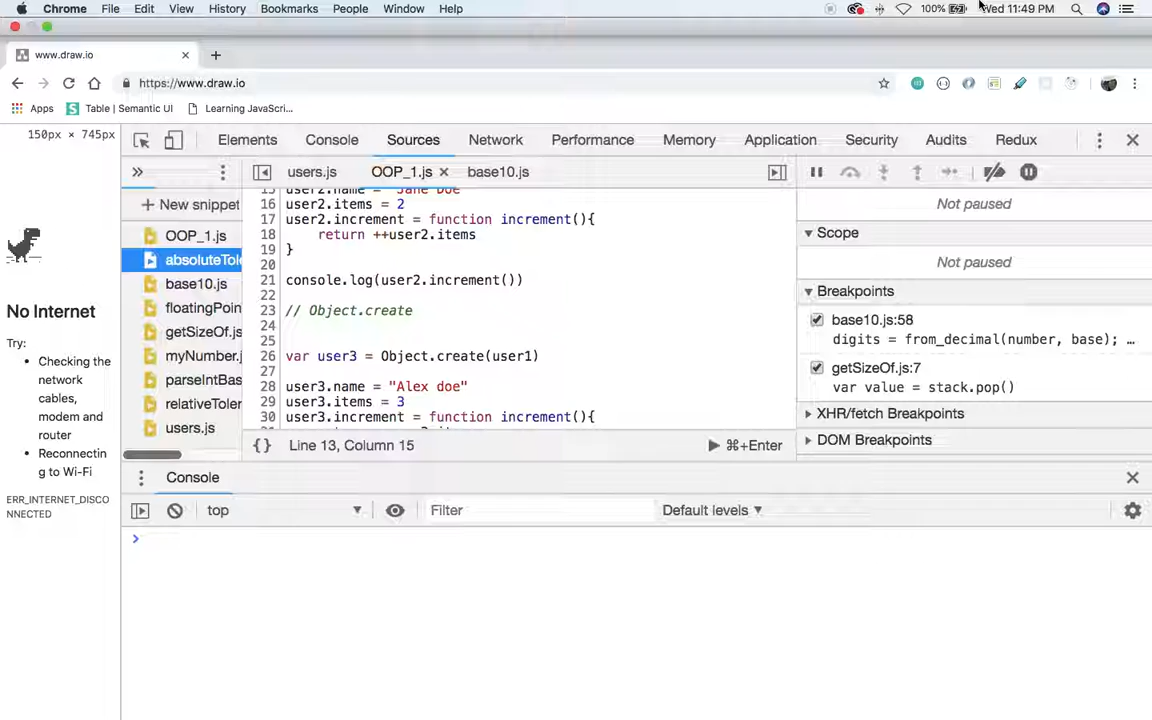 Chrome File Edit View History Bookmarks People Window Help 100% Wed 11:49 PM
www.draw.io
https://www.draw.io
Apps Table | Semantic UI Learning JavaScri...
150px × 745px
Elements Console Sources Network Performance Memory Application Security Audits Redux
» users.js OOP_1.js base10.js
New snippet
OOP_1.js
absoluteTole
base10.js
floatingPoin
getSizeOf.js
myNumber.j
parseIntBas
relativeToler
users.js
No Internet
Try:
Checking the
network
cables,
modem and
router
Reconnectin
g to Wi-Fi
ERR_INTERNET_DISCO
NNECTED
15 user2.name = "Jane Doe"
16 user2.items = 2
17 user2.increment = function increment(){
18 return ++user2.items
19 }
20
21 console.log(user2.increment())
22
23 // Object.create
24
25
26 var user3 = Object.create(user1)
27
28 user3.name = "Alex doe"
29 user3.items = 3
30 user3.increment = function increment(){
{} Line 13, Column 15 ⌘+Enter
Not paused
Scope
Not paused
Breakpoints
base10.js:58
digits = from_decimal(number, base); …
getSizeOf.js:7
var value = stack.pop()
XHR/fetch Breakpoints
DOM Breakpoints
Console
top Filter Default levels